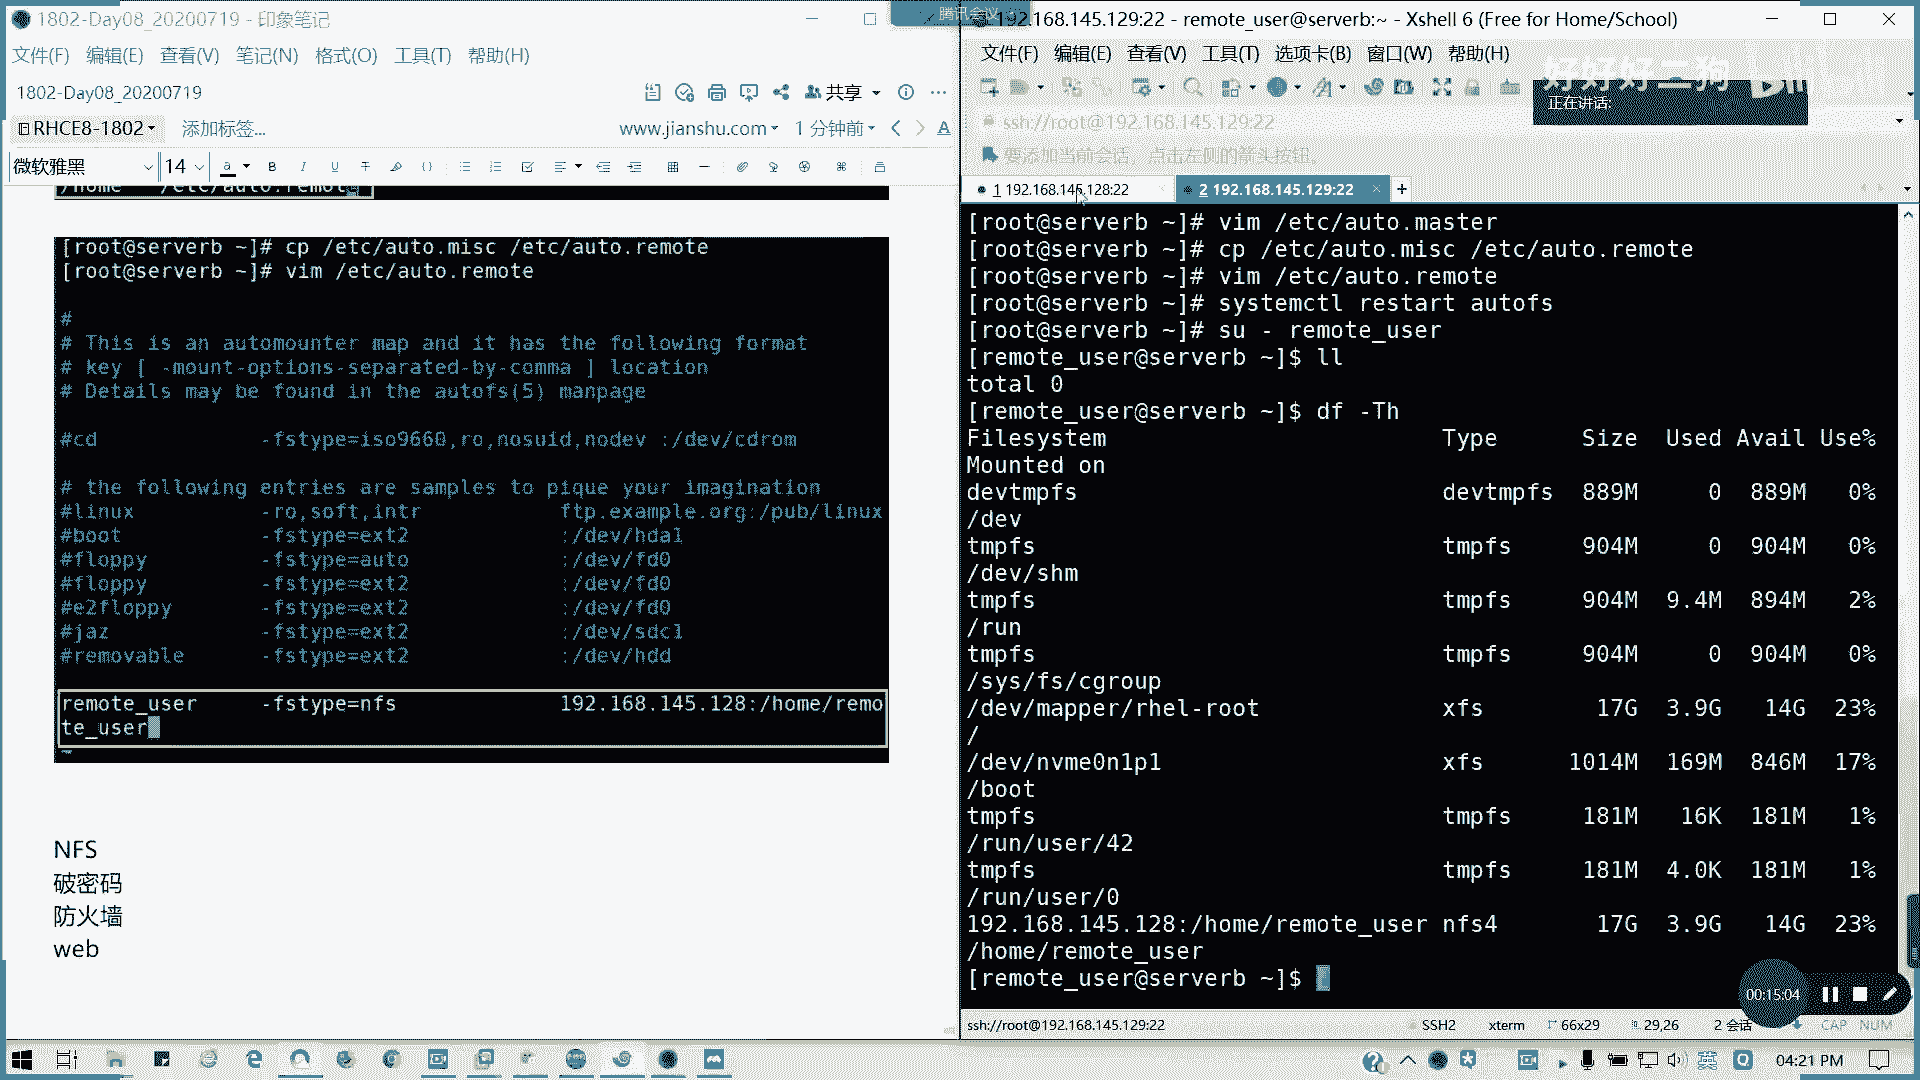 1802-Day08_20200719 - 印象笔记
文件(F) 编辑(E) 查看(V) 笔记(N) 格式(O) 工具(T) 帮助(H)
1802-Day08_20200719
共享
RHCE8-1802
添加标签...
www.jianshu.com
1 分钟前
微软雅黑 14
/home /etc/auto.remote
[root@serverb ~]# cp /etc/auto.misc /etc/auto.remote
[root@serverb ~]# vim /etc/auto.remote
#
# This is an automounter map and it has the following format
# key [ -mount-options-separated-by-comma ] location
# Details may be found in the autofs(5) manpage
#cd -fstype=iso9660,ro,nosuid,nodev :/dev/cdrom
# the following entries are samples to pique your imagination
#linux -ro,soft,intr ftp.example.org:/pub/linux
#boot -fstype=ext2 :/dev/hda1
#floppy -fstype=auto :/dev/fd0
#floppy -fstype=ext2 :/dev/fd0
#e2floppy -fstype=ext2 :/dev/fd0
#jaz -fstype=ext2 :/dev/sdc1
#removable -fstype=ext2 :/dev/hdd
remote_user -fstype=nfs 192.168.145.128:/home/remo
te_user
NFS
破密码
防火墙
web
腾讯会议
192.168.145.129:22 - remote_user@serverb:~ - Xshell 6 (Free for Home/School)
文件(F) 编辑(E) 查看(V) 工具(T) 选项卡(B) 窗口(W) 帮助(H)
好好好二狗
正在讲话:
ssh://root@192.168.145.129:22
要添加当前会话，点击左侧的箭头按钮。
1 192.168.145.128:22
2 192.168.145.129:22
[root@serverb ~]# vim /etc/auto.master
[root@serverb ~]# cp /etc/auto.misc /etc/auto.remote
[root@serverb ~]# vim /etc/auto.remote
[root@serverb ~]# systemctl restart autofs
[root@serverb ~]# su - remote_user
[remote_user@serverb ~]$ ll
total 0
[remote_user@serverb ~]$ df -Th
Filesystem Type Size Used Avail Use%
Mounted on
devtmpfs devtmpfs 889M 0 889M 0%
/dev
tmpfs tmpfs 904M 0 904M 0%
/dev/shm
tmpfs tmpfs 904M 9.4M 894M 2%
/run
tmpfs tmpfs 904M 0 904M 0%
/sys/fs/cgroup
/dev/mapper/rhel-root xfs 17G 3.9G 14G 23%
/
/dev/nvme0n1p1 xfs 1014M 169M 846M 17%
/boot
tmpfs tmpfs 181M 16K 181M 1%
/run/user/42
tmpfs tmpfs 181M 4.0K 181M 1%
/run/user/0
192.168.145.128:/home/remote_user nfs4 17G 3.9G 14G 23%
/home/remote_user
[remote_user@serverb ~]$
00:15:04
ssh://root@192.168.145.129:22 SSH2 xterm 66x29 29,26 2 会话 CAP NUM
英
04:21 PM